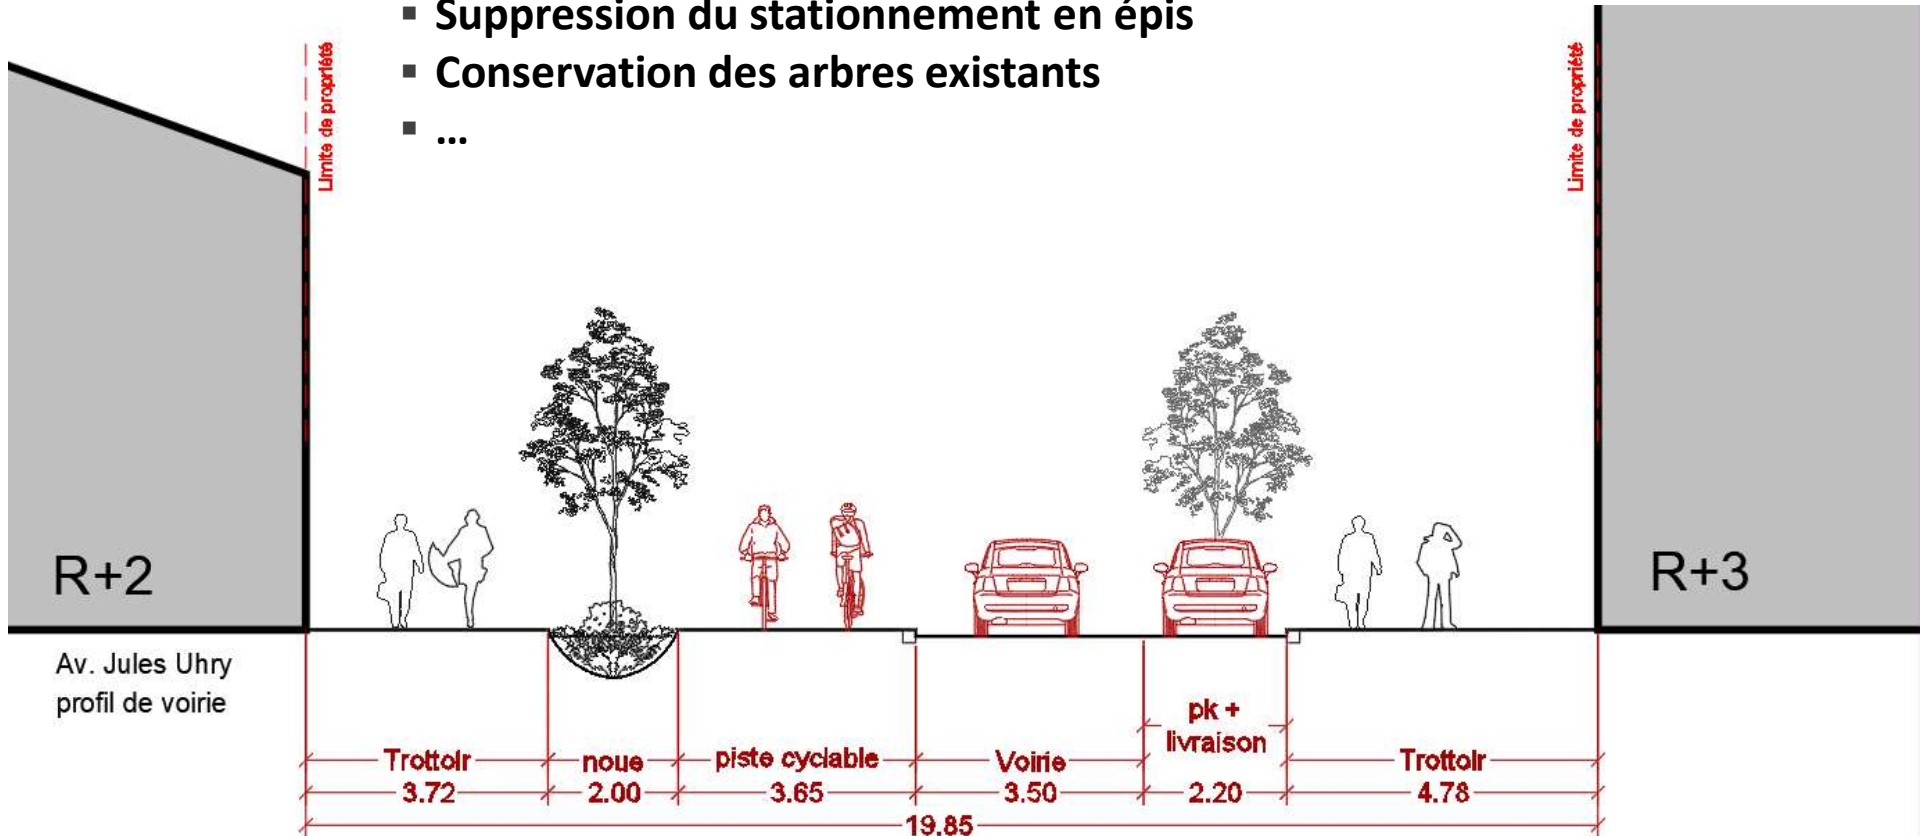 ▪ Suppression du stationnement en épis
▪ Conservation des arbres existants
▪ ...
Limite de propriété
Limite de propriété
R+2
R+3
Av. Jules Uhry
profil de voirie
pk +
livraison
Trottoir noue piste cyclable Voirie Trottoir
3.72 2.00 3.65 3.50 2.20 4.78
19.85